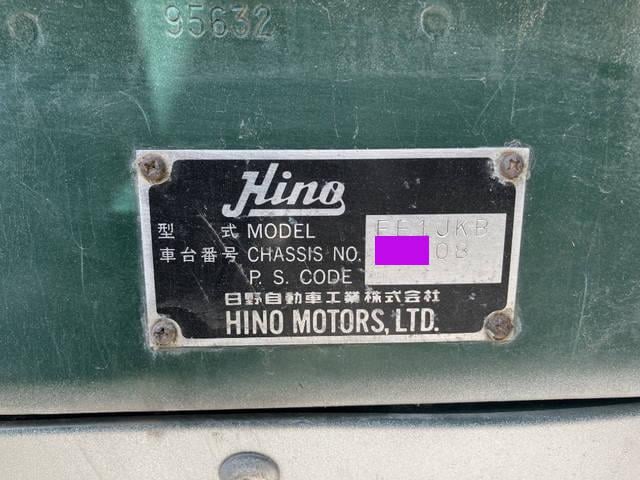 95632
Hino
型 式 MODEL FE1JKB
車台番号 CHASSIS NO. 08
P. S. CODE
日野自動車工業株式会社
HINO MOTORS, LTD.